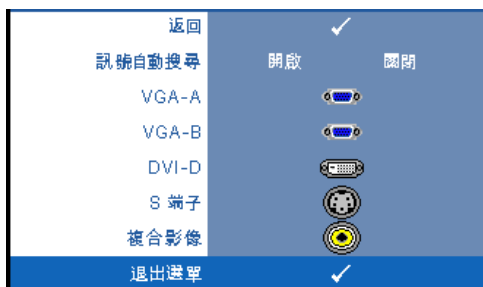 返回
訊號自動搜尋 開啟 關閉
VGA-A
VGA-B
DVI-D
S 端子
複合影像
退出選單